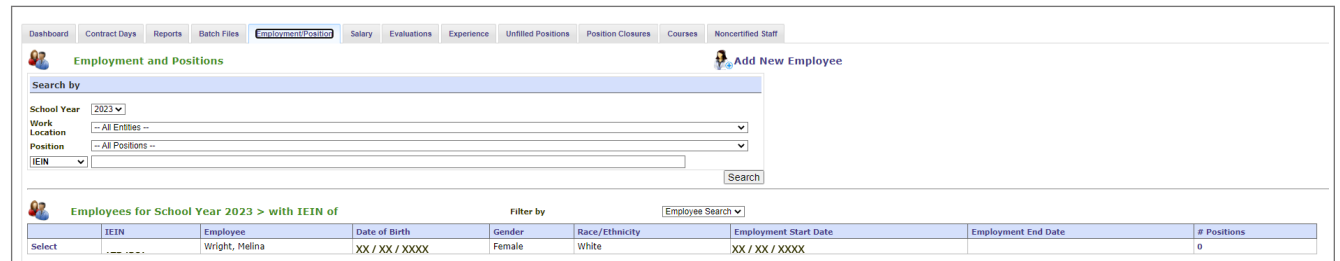 Dashboard Contract Days Reports Batch Files Employment/Position Salary Evaluations Experience Unfilled Positions Position Closures Courses Noncertified Staff
Employment and Positions
Add New Employee
Search by
School Year 2023
Work Location -- All Entities --
Position -- All Positions --
IEIN
Search
Employees for School Year 2023 > with IEIN of Filter by Employee Search
IEIN Employee Date of Birth Gender Race/Ethnicity Employment Start Date Employment End Date # Positions
Select Wright, Melina XX / XX / XXXX Female White XX / XX / XXXX 0